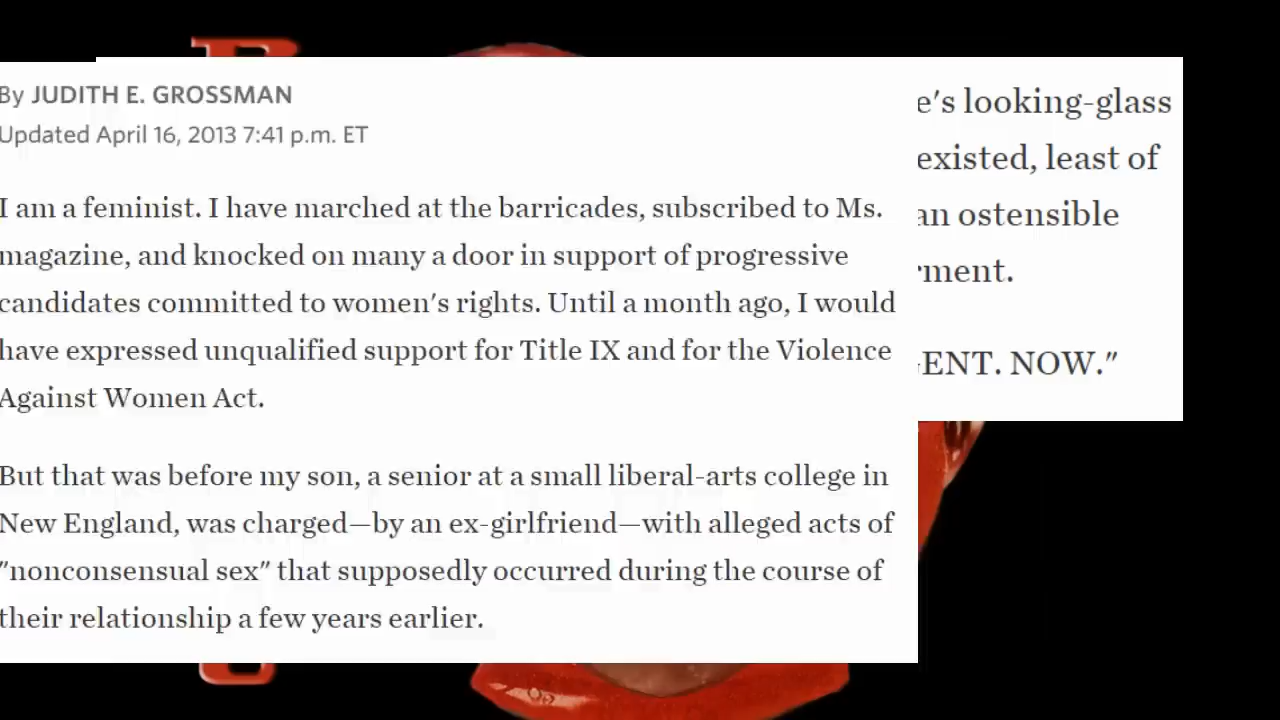 By JUDITH E. GROSSMAN
Updated April 16, 2013 7:41 p.m. ET
I am a feminist. I have marched at the barricades, subscribed to Ms.
magazine, and knocked on many a door in support of progressive
candidates committed to women's rights. Until a month ago, I would
have expressed unqualified support for Title IX and for the Violence
Against Women Act.
But that was before my son, a senior at a small liberal-arts college in
New England, was charged—by an ex-girlfriend—with alleged acts of
"nonconsensual sex" that supposedly occurred during the course of
their relationship a few years earlier.
e's looking-glass
existed, least of
an ostensible
rment.
ENT. NOW."